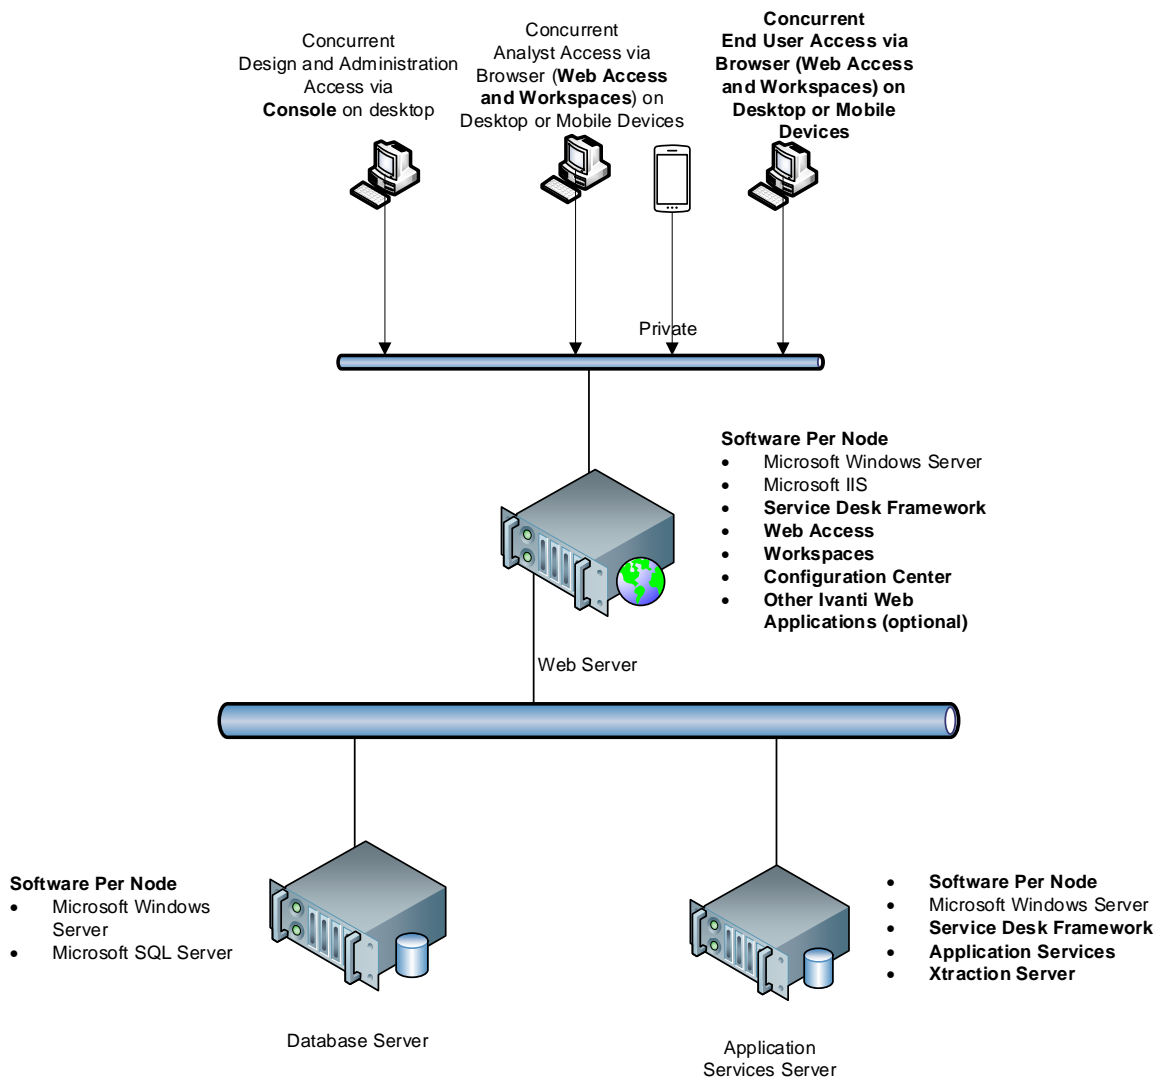 Concurrent
Design and Administration
Access via
Console on desktop
Concurrent
Analyst Access via
Browser (Web Access
and Workspaces) on
Desktop or Mobile Devices
Concurrent
End User Access via
Browser (Web Access
and Workspaces) on
Desktop or Mobile
Devices
Private
Software Per Node
• Microsoft Windows Server
• Microsoft IIS
• Service Desk Framework
• Web Access
• Workspaces
• Configuration Center
• Other Ivanti Web
Applications (optional)
Web Server
Software Per Node
• Microsoft Windows
Server
• Microsoft SQL Server
Database Server
• Software Per Node
• Microsoft Windows Server
• Service Desk Framework
• Application Services
• Xtraction Server
Application
Services Server